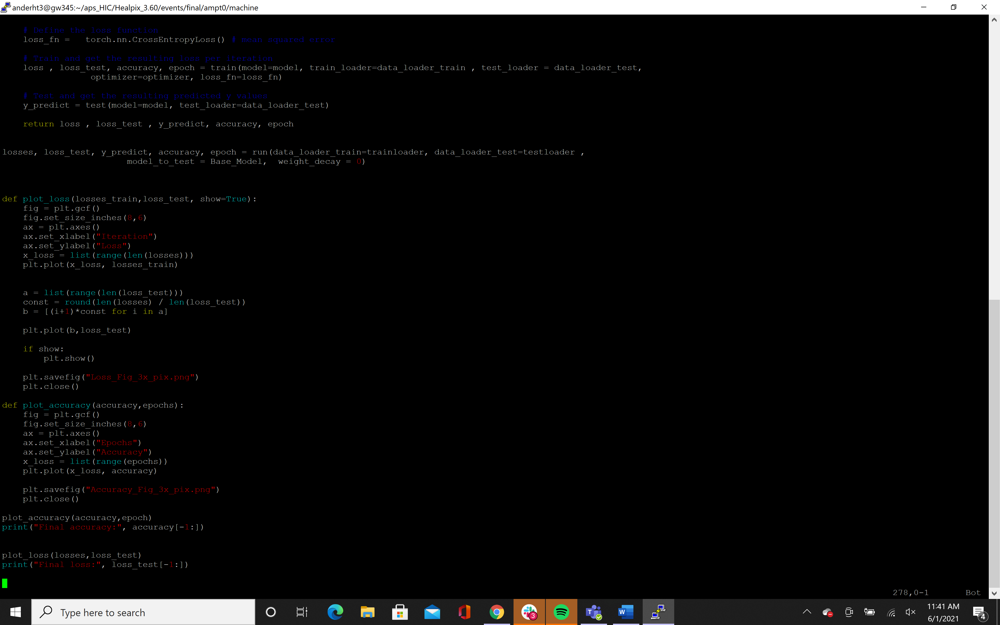 anderht3@gw345:~/aps_HIC/Healpix_3.60/events/final/ampt0/machine
# Define the loss function
loss_fn =   torch.nn.CrossEntropyLoss() # mean squared error
# Train and get the resulting loss per iteration
loss , loss_test, accuracy, epoch = train(model=model, train_loader=data_loader_train , test_loader = data_loader_test,
optimizer=optimizer, loss_fn=loss_fn)
# Test and get the resulting predicted y values
y_predict = test(model=model, test_loader=data_loader_test)
return loss , loss_test , y_predict, accuracy, epoch
losses, loss_test, y_predict, accuracy, epoch = run(data_loader_train=trainloader, data_loader_test=testloader ,
model_to_test = Base_Model,  weight_decay = 0)
def plot_loss(losses_train,loss_test, show=True):
fig = plt.gcf()
fig.set_size_inches(8,6)
ax = plt.axes()
ax.set_xlabel("Iteration")
ax.set_ylabel("Loss")
x_loss = list(range(len(losses)))
plt.plot(x_loss, losses_train)
a = list(range(len(loss_test)))
const = round(len(losses) / len(loss_test))
b = [(i+1)*const for i in a]
plt.plot(b,loss_test)
if show:
plt.show()
plt.savefig("Loss_Fig_3x_pix.png")
plt.close()
def plot_accuracy(accuracy,epochs):
fig = plt.gcf()
fig.set_size_inches(8,6)
ax = plt.axes()
ax.set_xlabel("Epochs")
ax.set_ylabel("Accuracy")
x_loss = list(range(epochs))
plt.plot(x_loss, accuracy)
plt.savefig("Accuracy_Fig_3x_pix.png")
plt.close()
plot_accuracy(accuracy,epoch)
print("Final accuracy:", accuracy[-1:])
plot_loss(losses,loss_test)
print("Final loss:", loss_test[-1:])
278,0-1 Bot
Type here to search
3
T
W
11:41 AM
6/1/2021
4